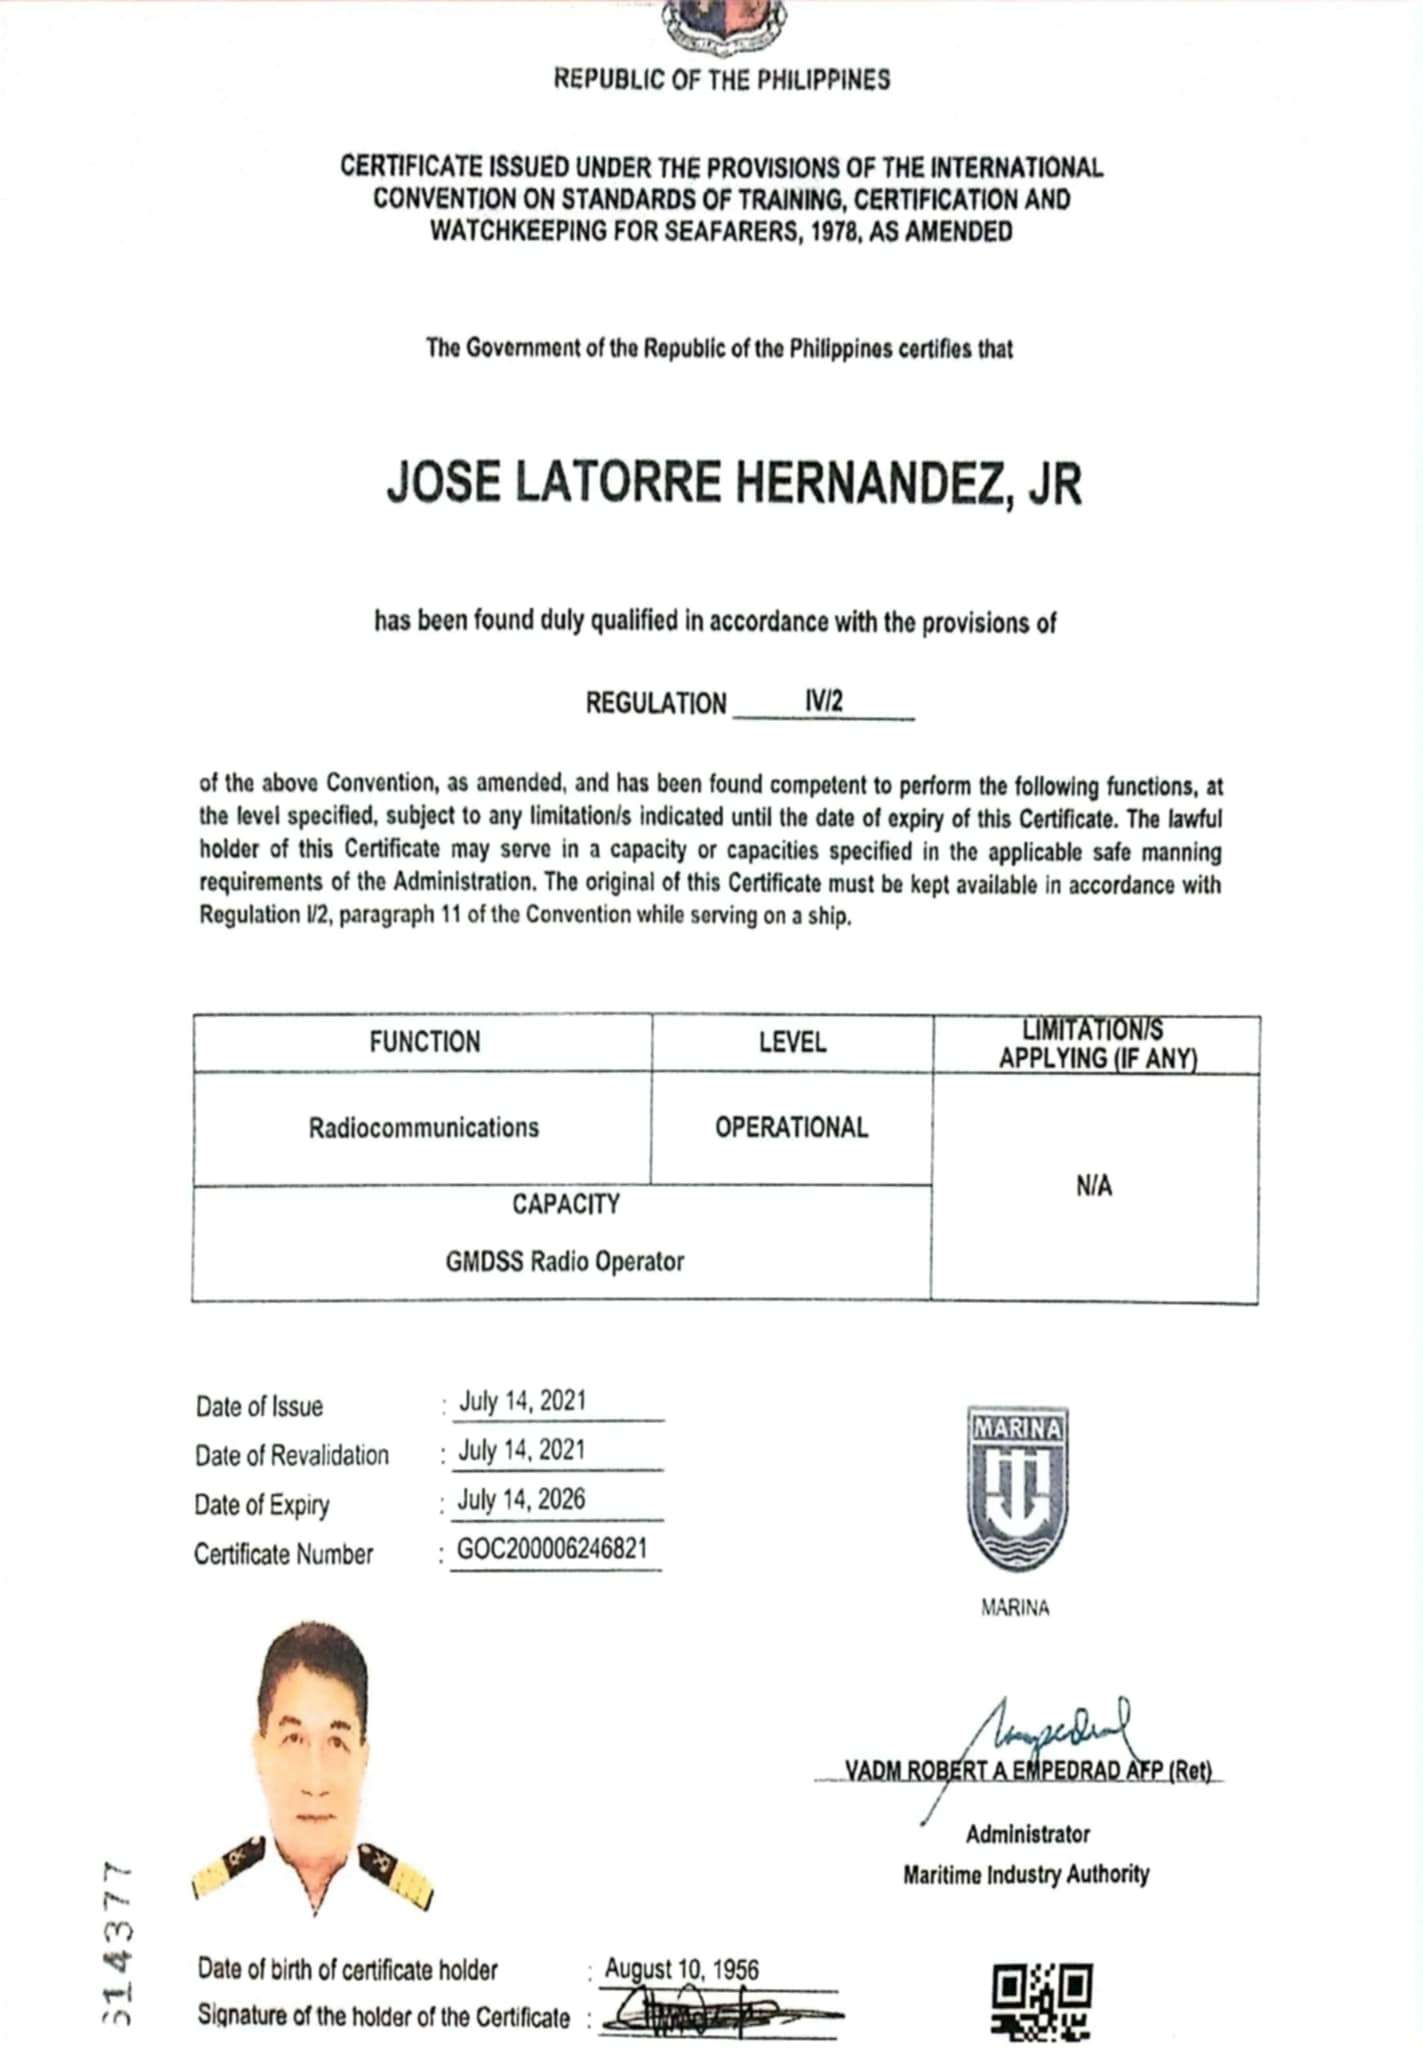 REPUBLIC OF THE PHILIPPINES
CERTIFICATE ISSUED UNDER THE PROVISIONS OF THE INTERNATIONAL
CONVENTION ON STANDARDS OF TRAINING, CERTIFICATION AND
WATCHKEEPING FOR SEAFARERS, 1978, AS AMENDED
The Government of the Republic of the Philippines certifies that
JOSE LATORRE HERNANDEZ, JR
has been found duly qualified in accordance with the provisions of
REGULATION IV/2
of the above Convention, as amended, and has been found competent to perform the following functions, at
the level specified, subject to any limitation/s indicated until the date of expiry of this Certificate. The lawful
holder of this Certificate may serve in a capacity or capacities specified in the applicable safe manning
requirements of the Administration. The original of this Certificate must be kept available in accordance with
Regulation I/2, paragraph 11 of the Convention while serving on a ship.
FUNCTION LEVEL LIMITATION/S
APPLYING (IF ANY)
Radiocommunications OPERATIONAL
N/A
CAPACITY
GMDSS Radio Operator
Date of Issue : July 14, 2021
Date of Revalidation : July 14, 2021
Date of Expiry : July 14, 2026
Certificate Number : GOC200006246821
MARINA
MARINA
VADM ROBERT A EMPEDRAD AFP (Ret)
Administrator
Maritime Industry Authority
Date of birth of certificate holder : August 10, 1956
Signature of the holder of the Certificate :